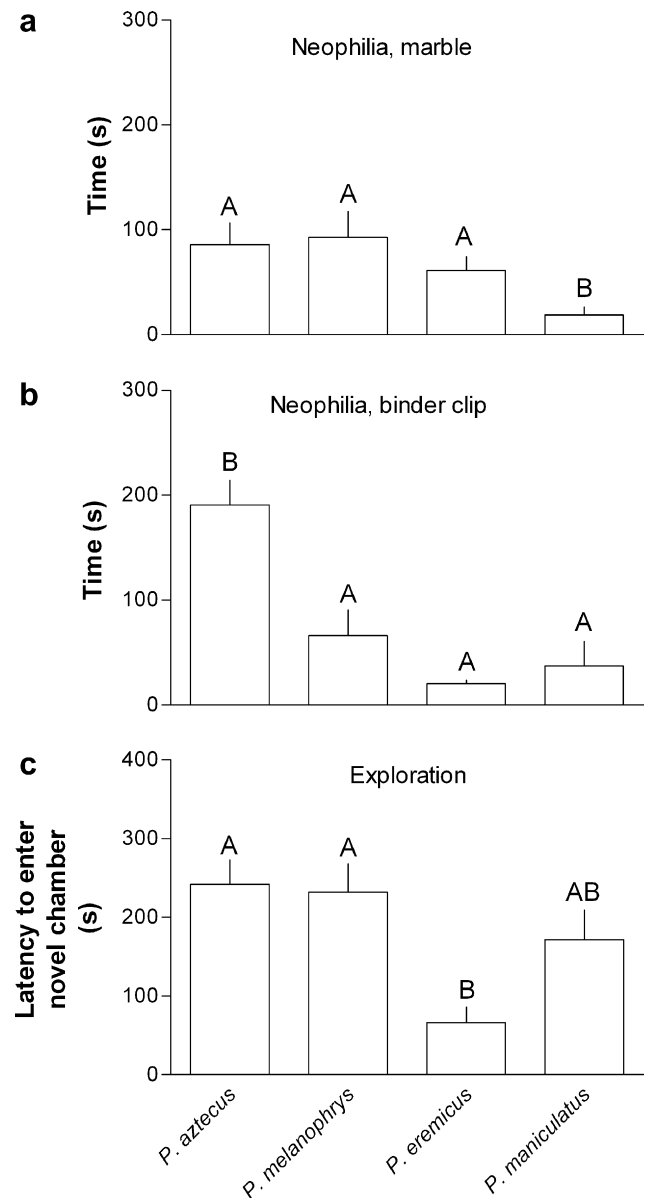 a
Neophilia, marble
Time (s)
300
200
100
0
A
A
A
B
b
Neophilia, binder clip
Time (s)
300
200
100
0
B
A
A
A
c
Exploration
Latency to enter
novel chamber
(s)
400
300
200
100
0
A
A
B
AB
P. aztecus
P. melanophrys
P. eremicus
P. maniculatus